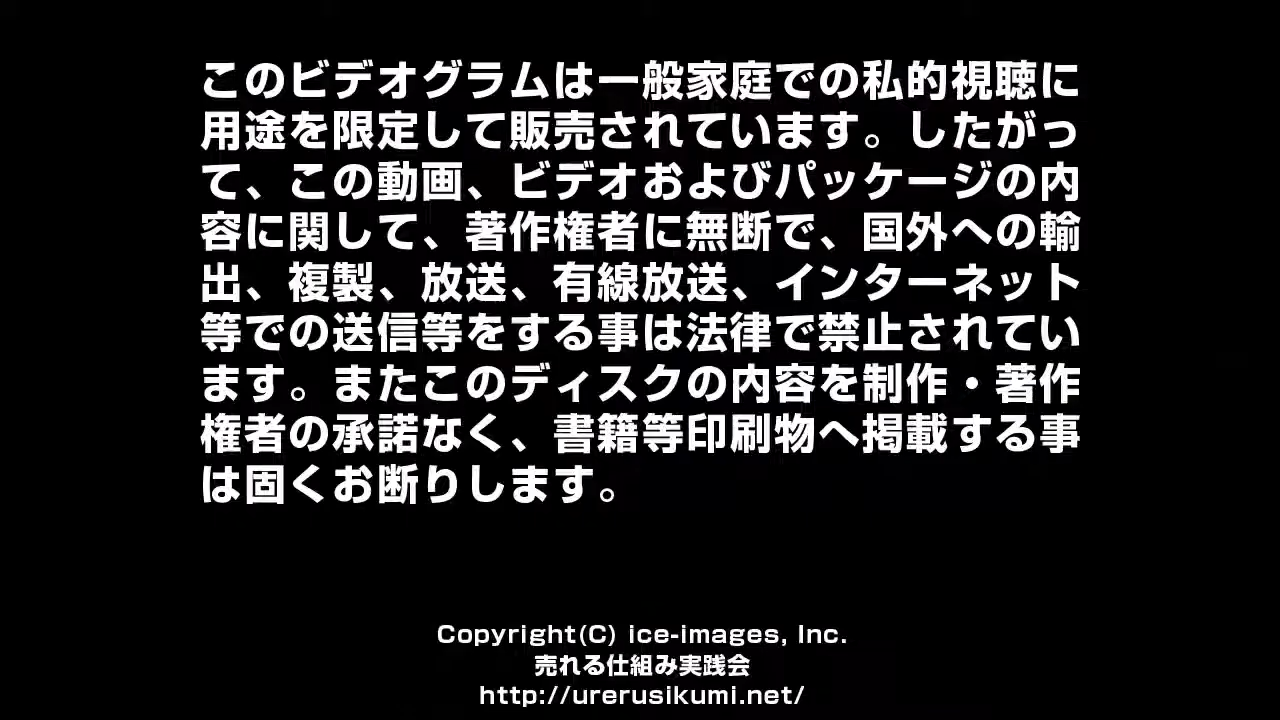 このビデオグラムは一般家庭での私的視聴に
用途を限定して販売されています。したがっ
て、この動画、ビデオおよびパッケージの内
容に関して、著作権者に無断で、国外への輸
出、複製、放送、有線放送、インターネット
等での送信等をする事は法律で禁止されてい
ます。またこのディスクの内容を制作・著作
権者の承諾なく、書籍等印刷物へ掲載する事
は固くお断りします。
Copyright(C) ice-images, Inc.
売れる仕組み実践会
http://urerusikumi.net/